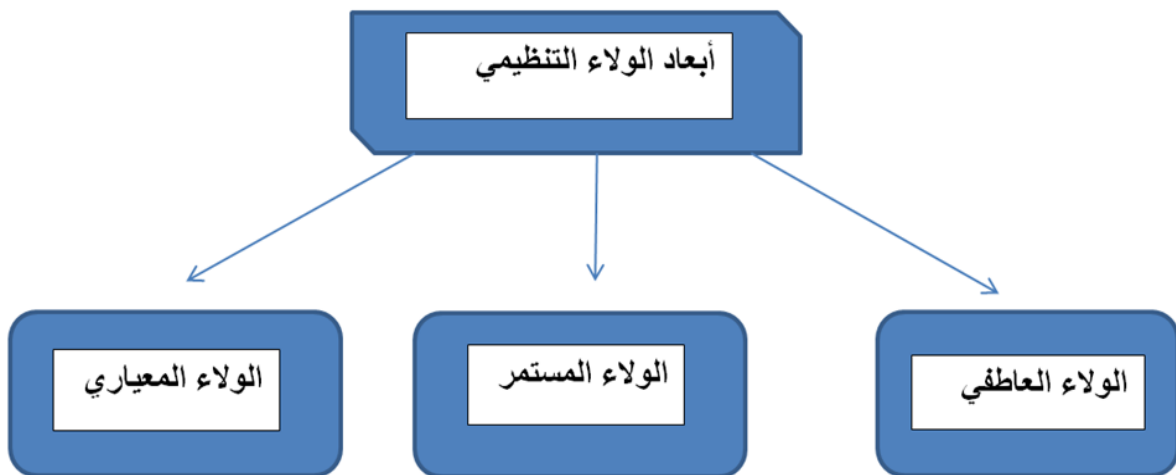 أبعاد الولاء التنظيمي
الولاء العاطفي
الولاء المستمر
الولاء المعياري